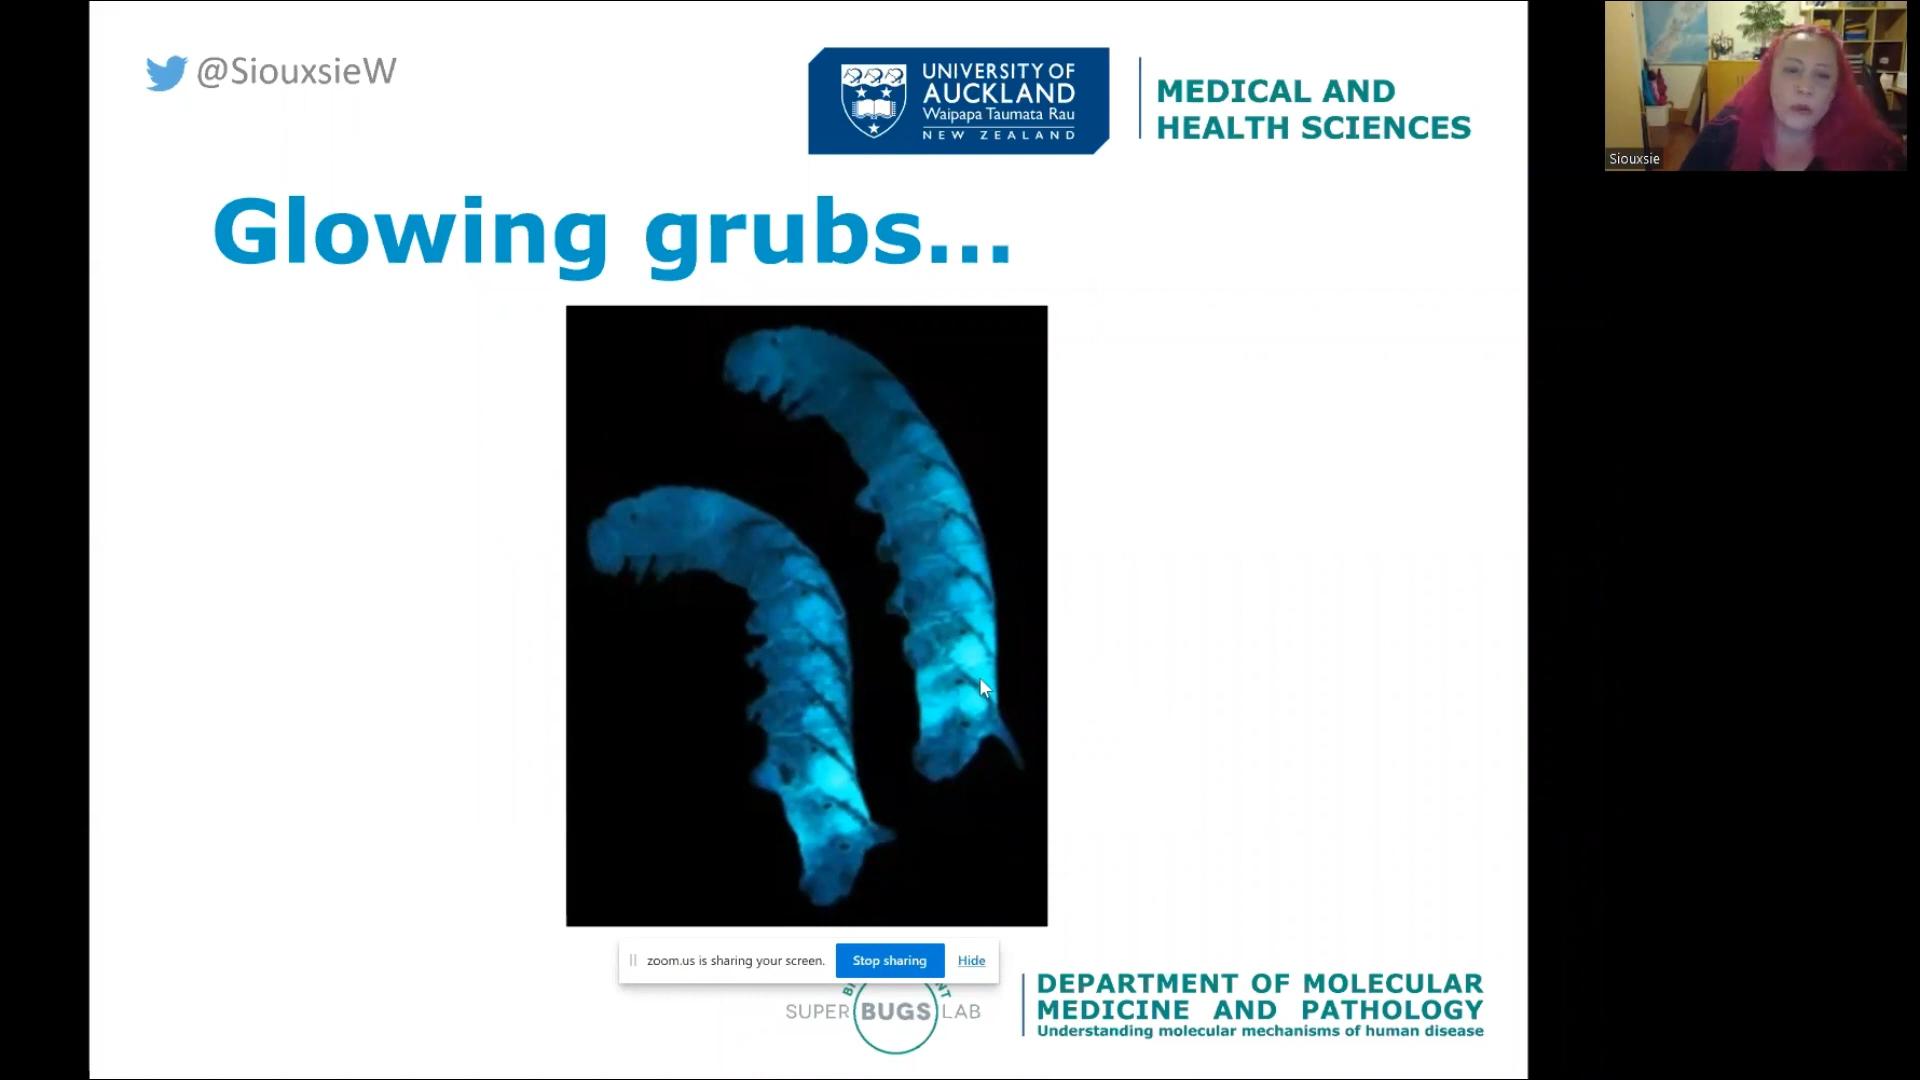 @SiouxsieW
UNIVERSITY OF
AUCKLAND
Waipapa Taumata Rau
NEW ZEALAND
MEDICAL AND
HEALTH SCIENCES
Siouxsie
Glowing grubs...
zoom.us is sharing your screen.
Stop sharing
Hide
SUPER BUGS LAB
DEPARTMENT OF MOLECULAR
MEDICINE AND PATHOLOGY
Understanding molecular mechanisms of human disease